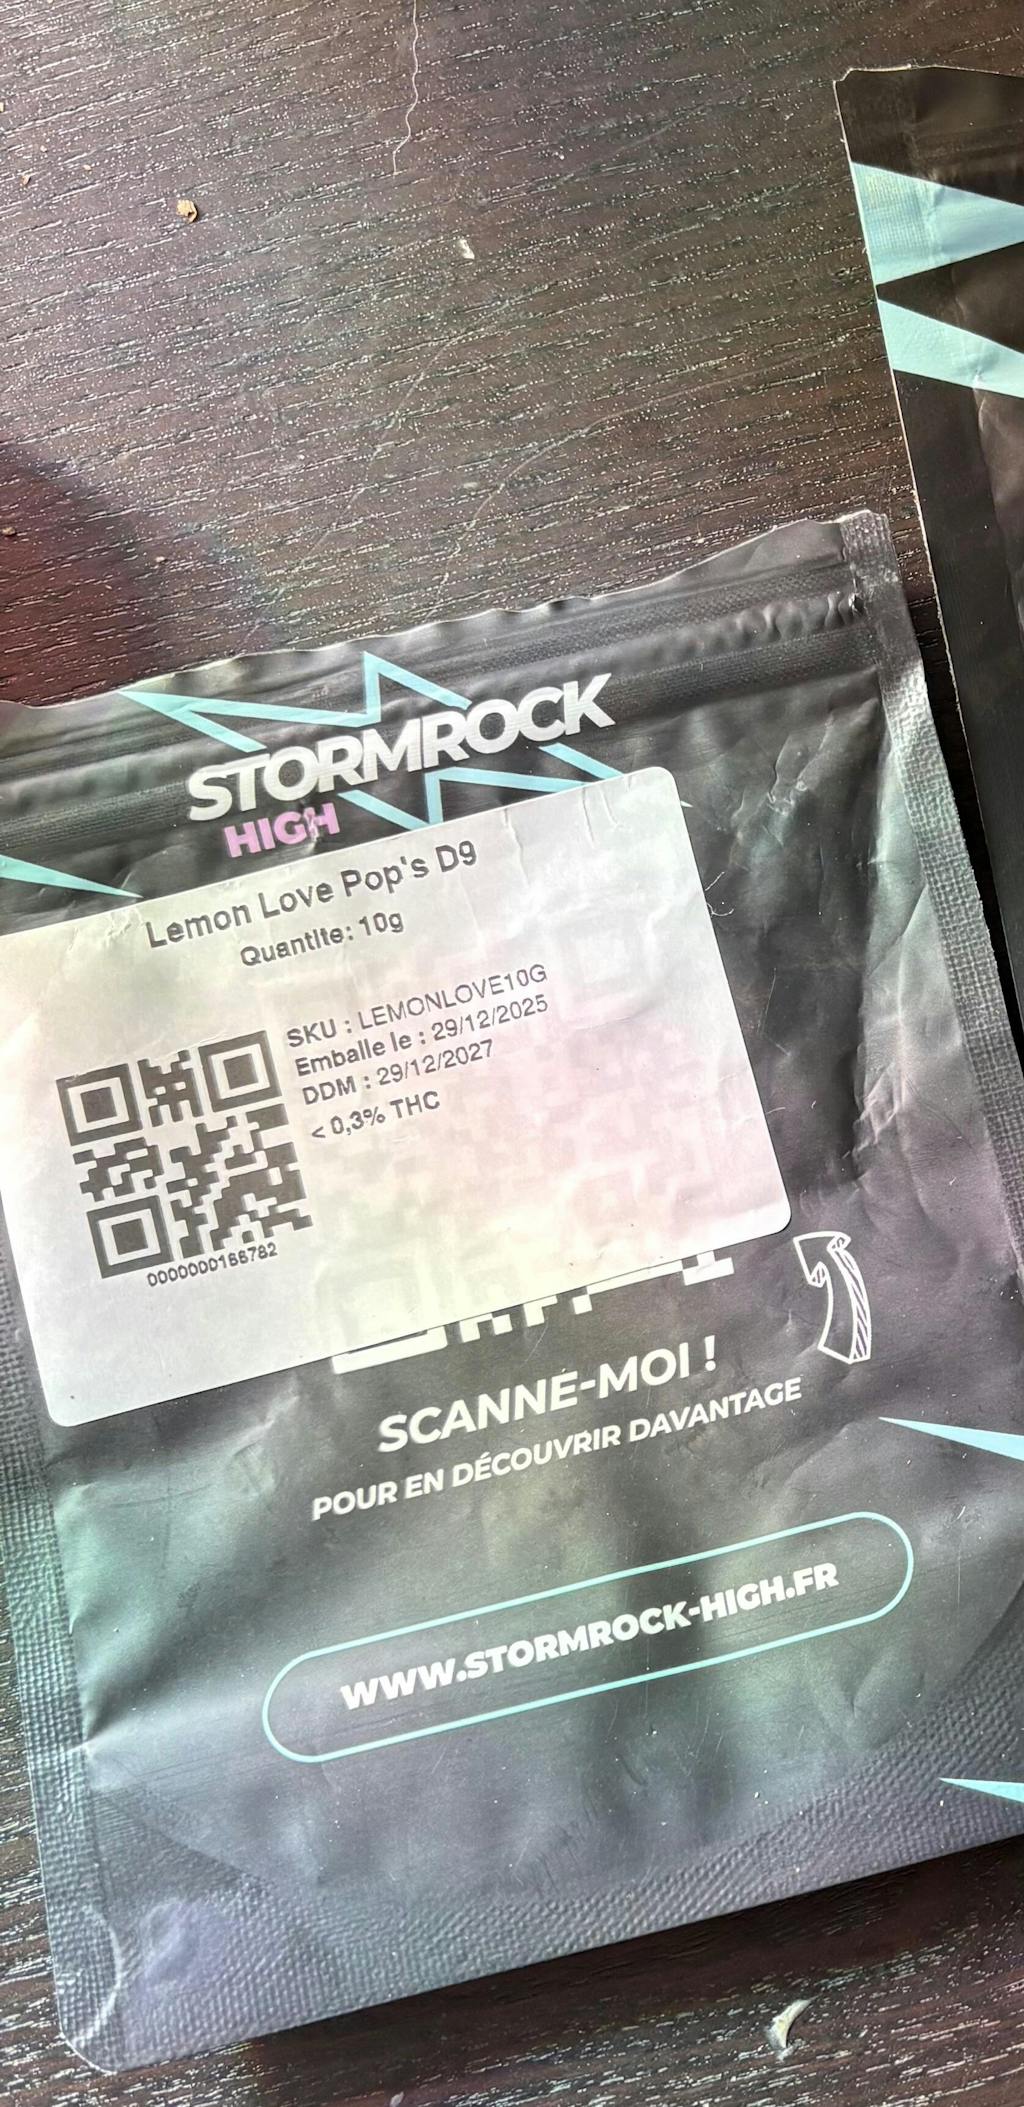 STORMROCK
HIGH
Lemon Love Pop's D9
Quantite: 10g
SKU : LEMONLOVE10G
Emballe le : 29/12/2025
DDM : 29/12/2027
< 0,3% THC
0000000166782
SCANNE-MOI !
POUR EN DÉCOUVRIR DAVANTAGE
WWW.STORMROCK-HIGH.FR